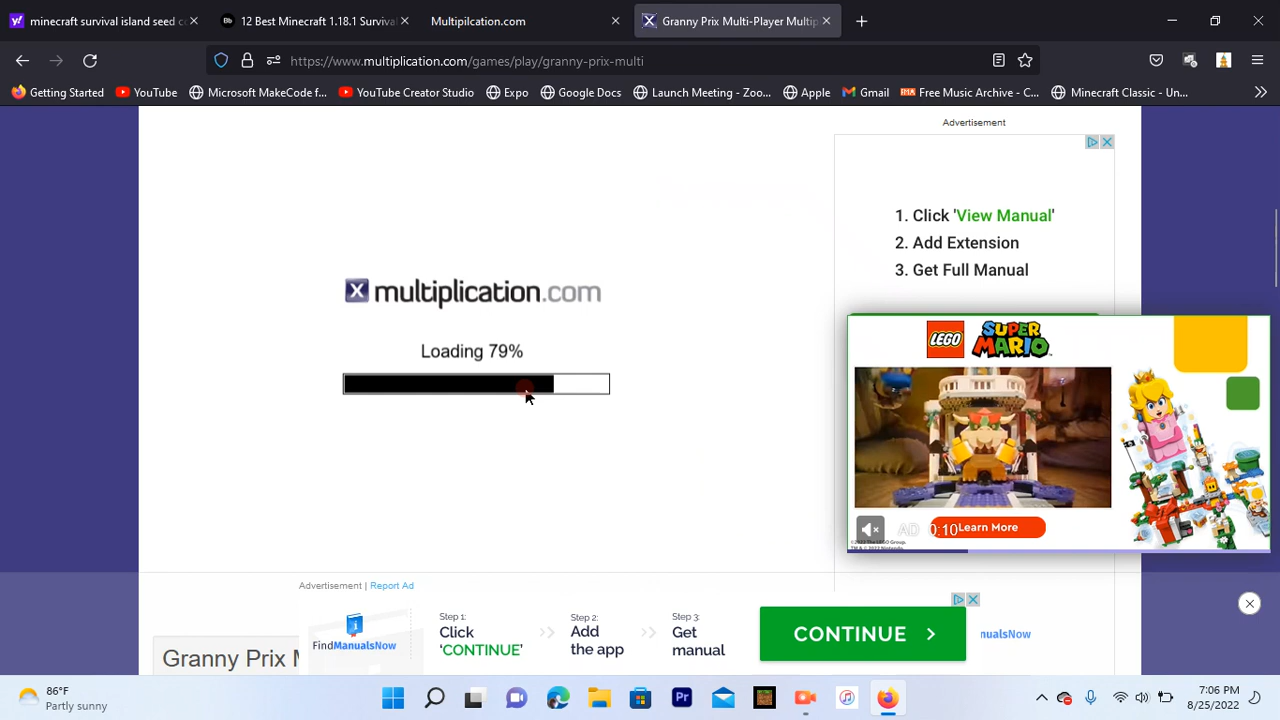 minecraft survival island seed c
12 Best Minecraft 1.18.1 Survival
Multipilcation.com
Granny Prix Multi-Player Multip
https://www.multiplication.com/games/play/granny-prix-multi
Getting Started
YouTube
Microsoft MakeCode f...
YouTube Creator Studio
Expo
Google Docs
Launch Meeting - Zoo...
Apple
Gmail
Free Music Archive - C...
Minecraft Classic - Un...
Advertisement
1. Click 'View Manual'
2. Add Extension
3. Get Full Manual
multiplication.com
Loading 79%
LEGO SUPER MARIO
AD 0:10
Learn More
Advertisement | Report Ad
FindManualsNow
Step 1:
Click
'CONTINUE'
Step 2:
Add
the app
Step 3:
Get
manual
CONTINUE
nualsNow
Granny Prix M
86°F
Partly sunny
7:06 PM
8/25/2022